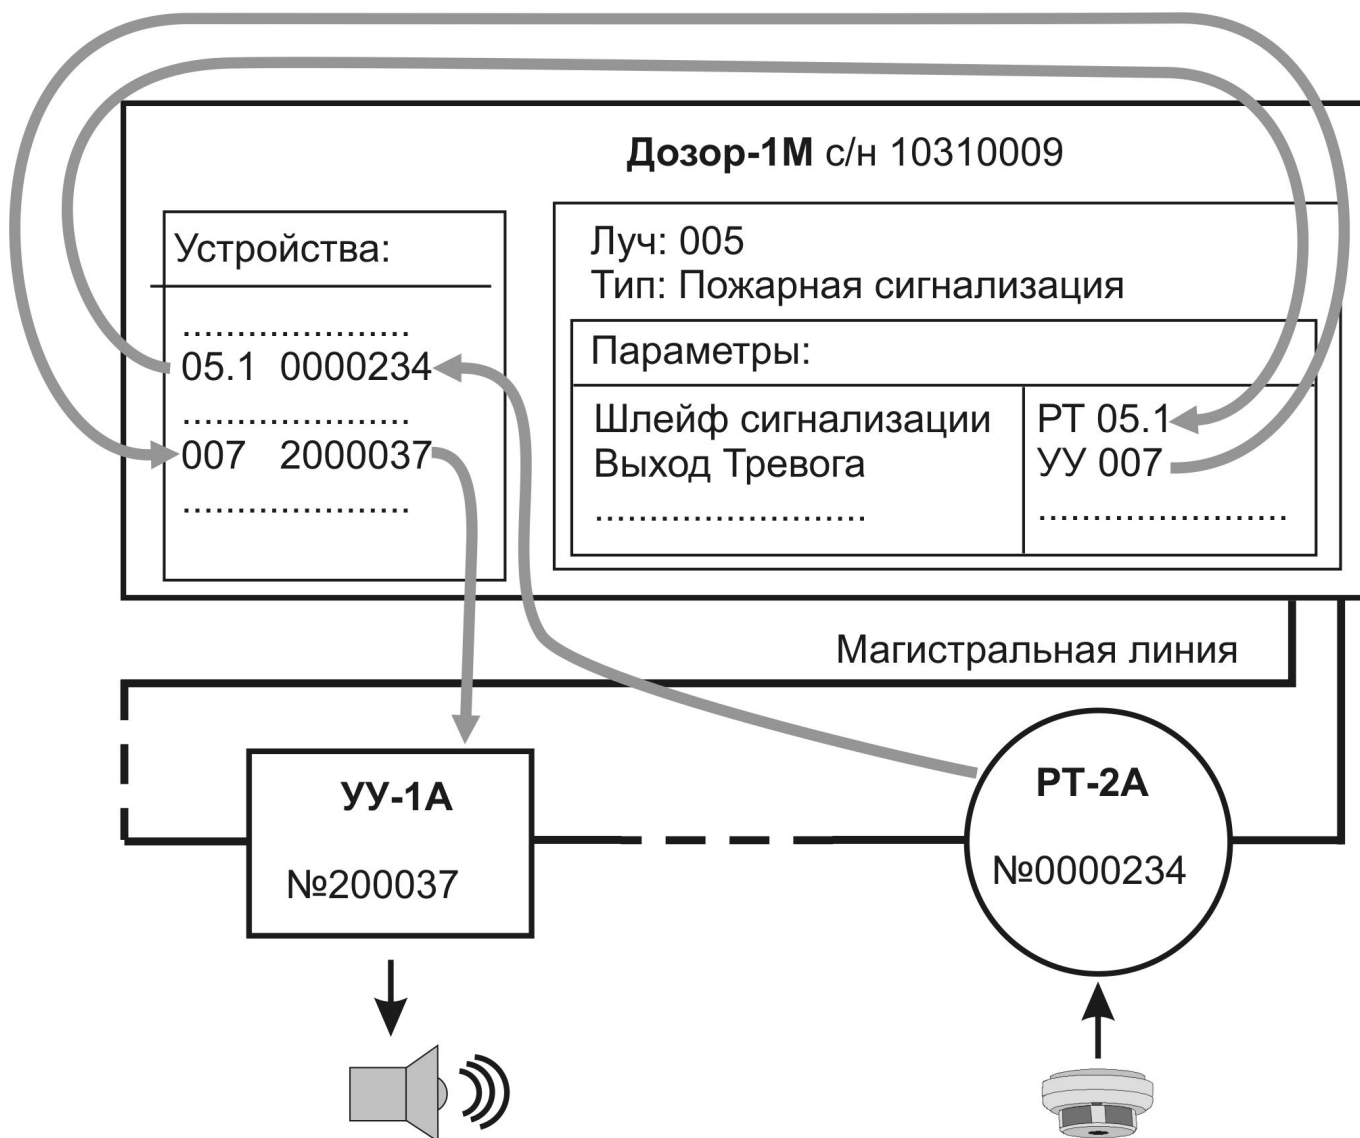 Дозор-1М с/н 10310009
Устройства:
.....................
05.1 0000234
.....................
007 2000037
.....................
Луч: 005
Тип: Пожарная сигнализация
Параметры:
Шлейф сигнализации РТ 05.1
Выход Тревога УУ 007
......................... .......................
Магистральная линия
УУ-1А
№200037
РТ-2А
№0000234